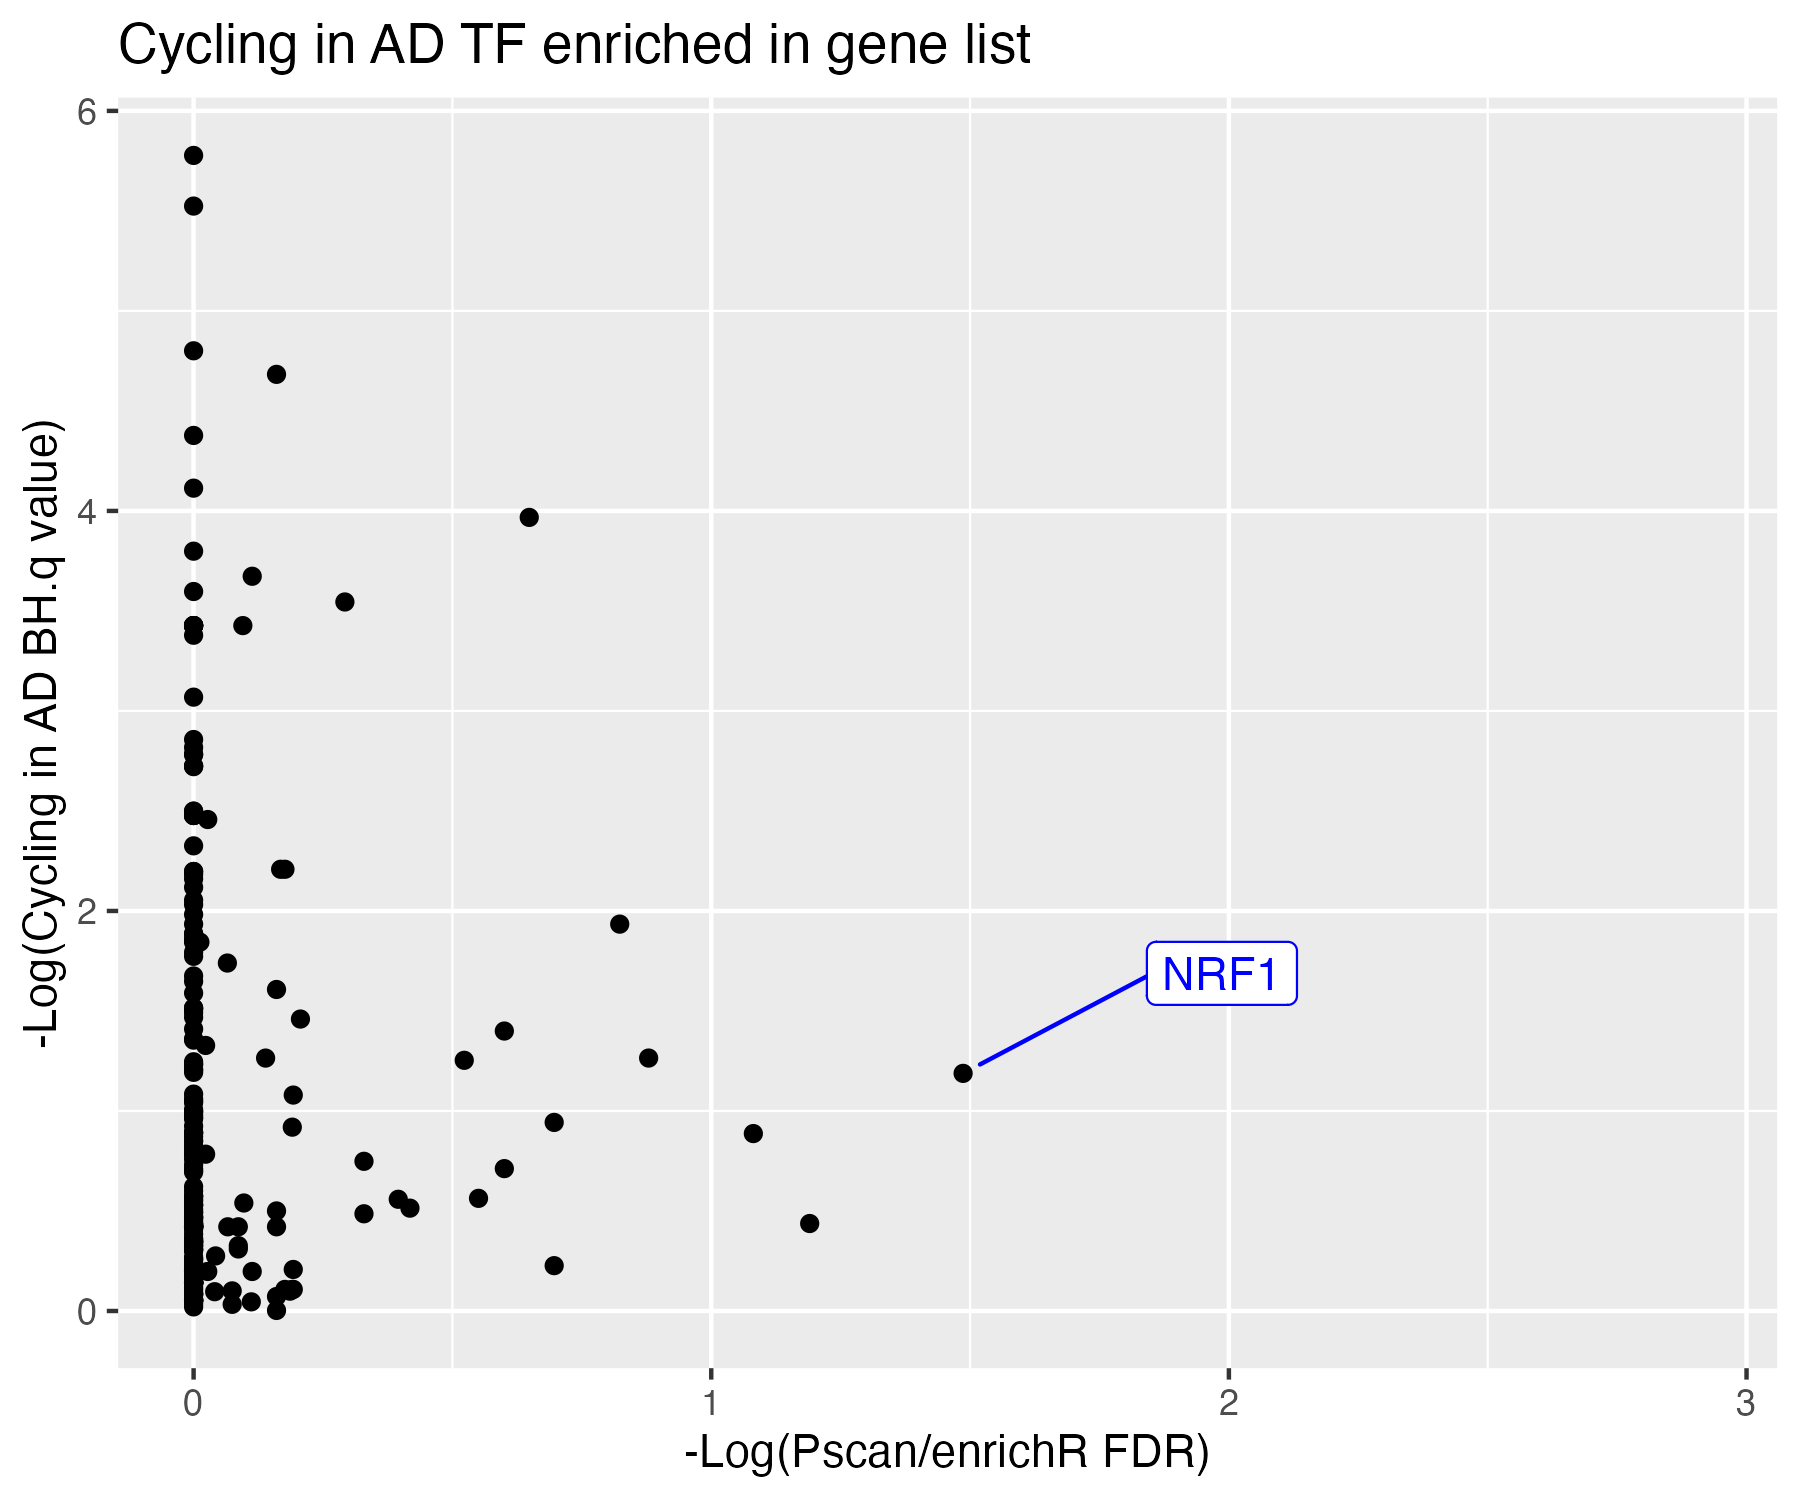 Cycling in AD TF enriched in gene list
-Log(Cycling in AD BH.q value)
6
4
2
0
NRF1
0
1
2
3
-Log(Pscan/enrichR FDR)